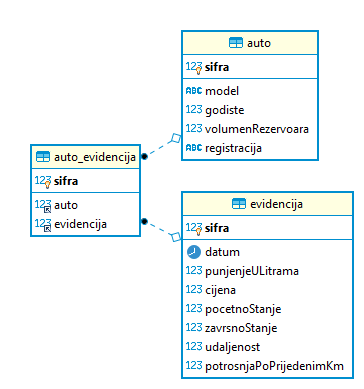 auto
123 sifra
ABC model
123 godiste
123 volumenRezervoara
ABC registracija
auto_evidencija
123 sifra
123 auto
123 evidencija
evidencija
123 sifra
datum
123 punjenjeULitrama
123 cijena
123 pocetnoStanje
123 zavrsnoStanje
123 udaljenost
123 potrosnjaPoPrijedenimKm